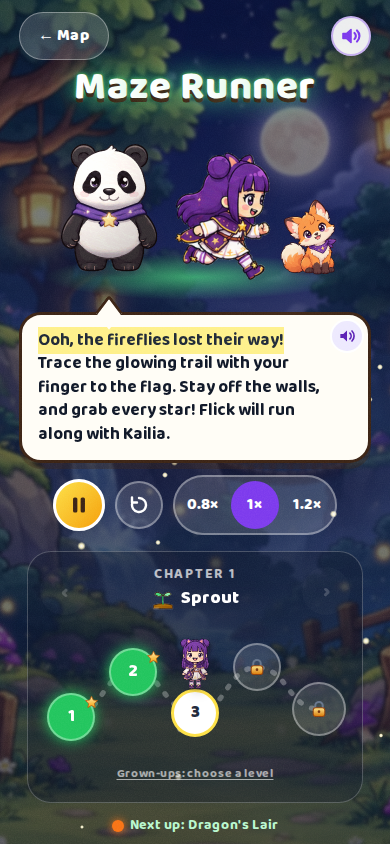 ← Map
Maze Runner
Ooh, the fireflies lost their way!
Trace the glowing trail with your
finger to the flag. Stay off the walls,
and grab every star! Flick will run
along with Kailia.
0.8× 1× 1.2×
CHAPTER 1
Sprout
1 2 3
Grown-ups: choose a level
Next up: Dragon's Lair